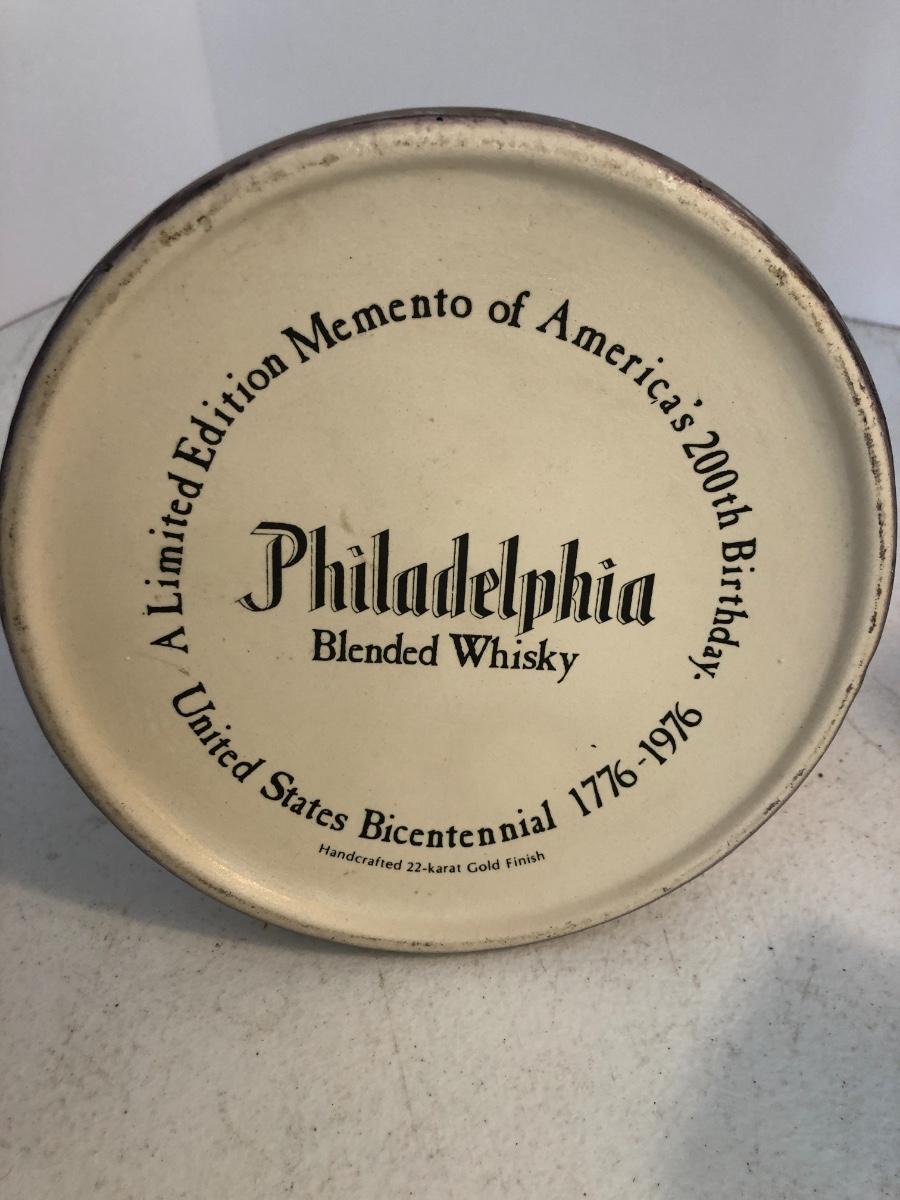 A Limited Edition Memento of America's 200th Birthday.
Philadelphia
Blended Whisky
United States Bicentennial 1776-1976
Handcrafted 22-karat Gold Finish